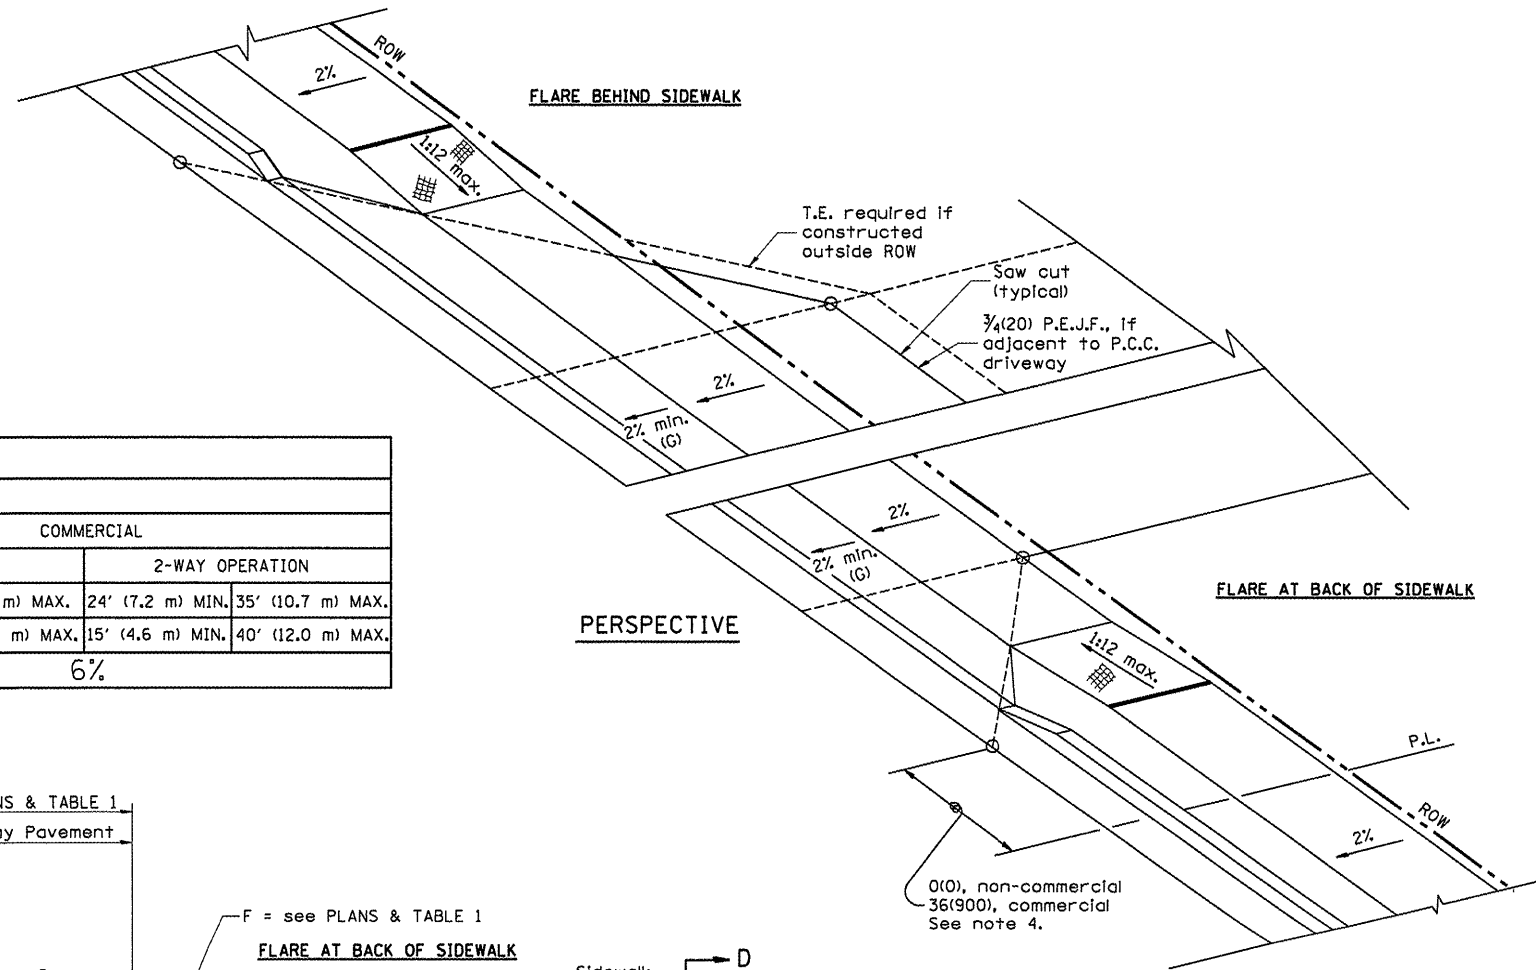 ROW
FLARE BEHIND SIDEWALK
2%
1:12 max.
T.E. required if
constructed
outside ROW
Saw cut
(typical)
¾(20) P.E.J.F., if
adjacent to P.C.C.
driveway
2%
2% min.
(G)
COMMERCIAL
2-WAY OPERATION
m) MAX. 24' (7.2 m) MIN. 35' (10.7 m) MAX.
m) MAX. 15' (4.6 m) MIN. 40' (12.0 m) MAX.
6%
2%
2% min.
(G)
FLARE AT BACK OF SIDEWALK
PERSPECTIVE
1:12 max.
P.L.
ROW
2%
0(0), non-commercial
36(900), commercial
See note 4.
NS & TABLE 1
ay Pavement
F = see PLANS & TABLE 1
FLARE AT BACK OF SIDEWALK
D
Sidewalk